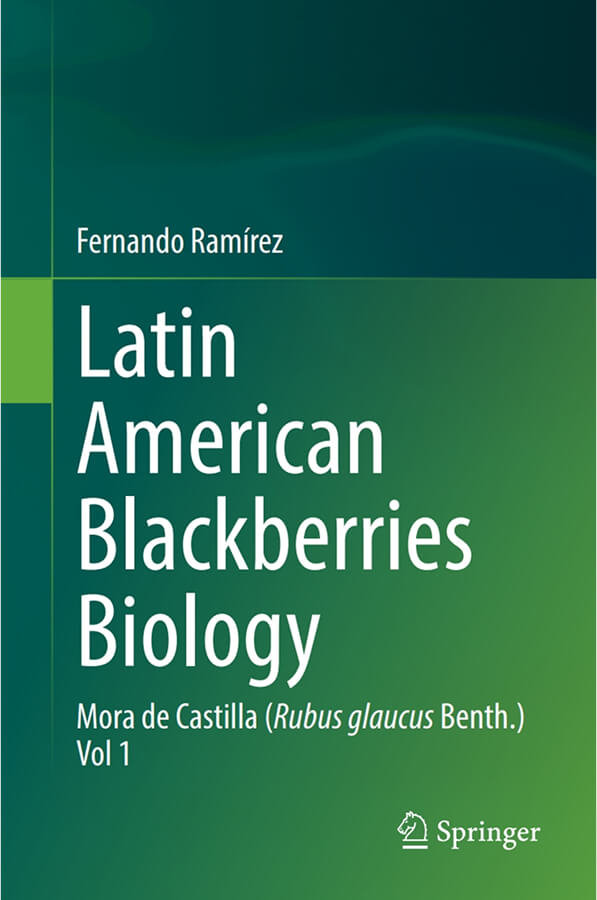 Fernando Ramírez
Latin
American
Blackberries
Biology
Mora de Castilla (Rubus glaucus Benth.)
Vol 1
Springer